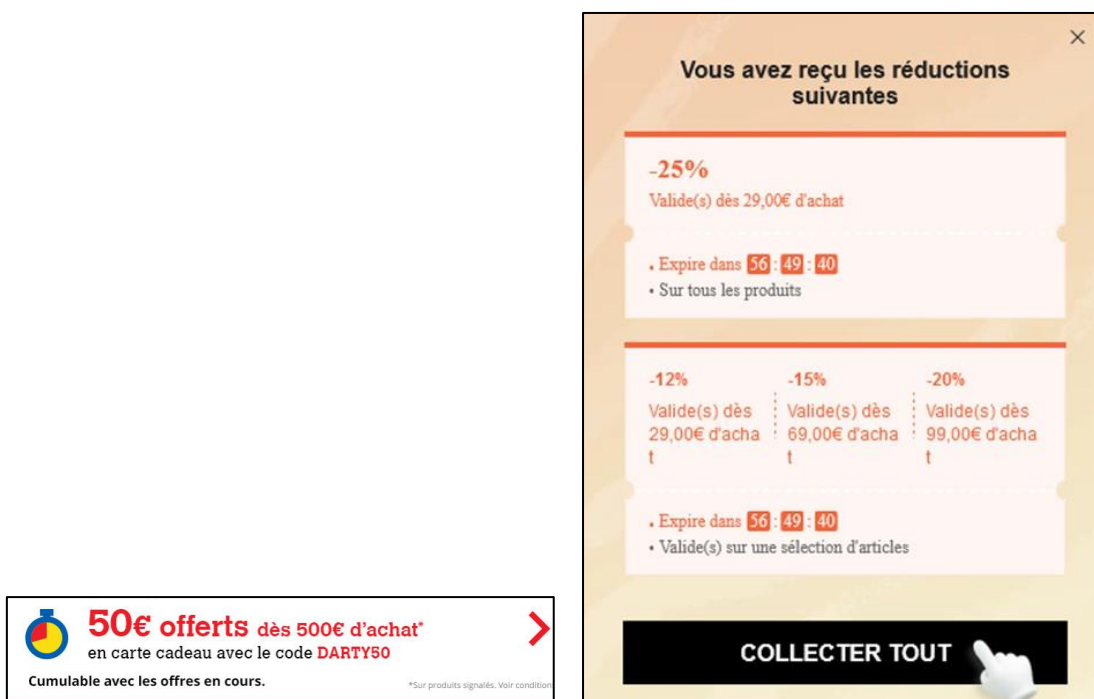 50€ offerts dès 500€ d'achat*
en carte cadeau avec le code DARTY50
Cumulable avec les offres en cours.
*Sur produits signalés. Voir condition
Vous avez reçu les réductions
suivantes
-25%
Valide(s) dès 29,00€ d'achat
• Expire dans 56 : 49 : 40
• Sur tous les produits
-12% -15% -20%
Valide(s) dès Valide(s) dès Valide(s) dès
29,00€ d'acha 69,00€ d'acha 99,00€ d'acha
t t t
• Expire dans 56 : 49 : 40
• Valide(s) sur une sélection d'articles
COLLECTER TOUT